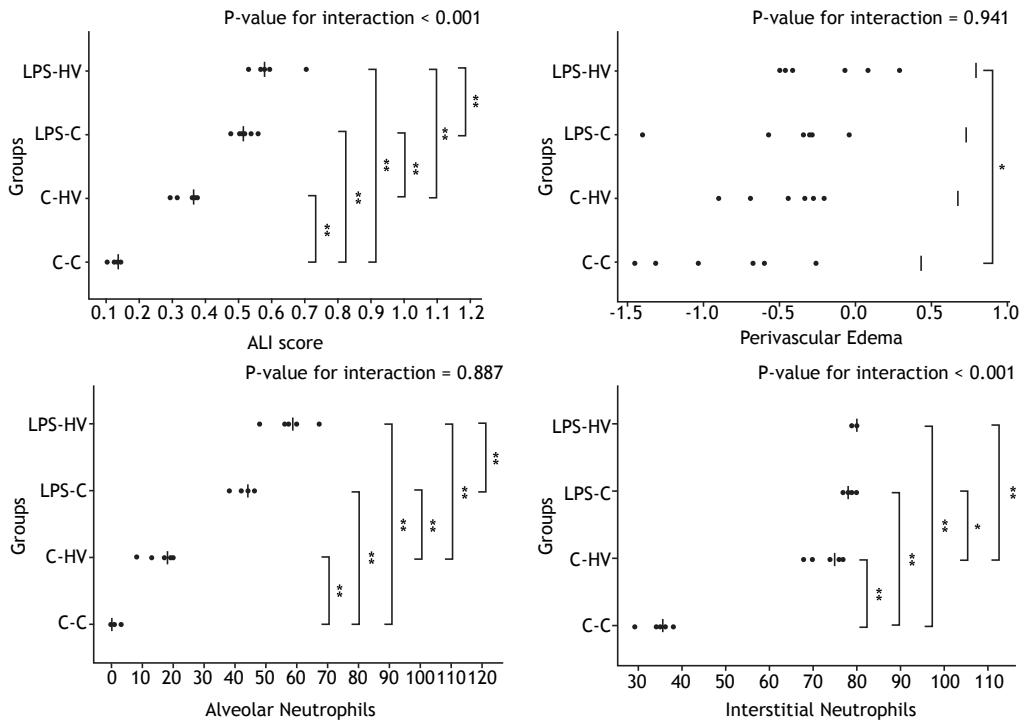 P-value for interaction < 0.001
LPS-HV
LPS-C
C-HV
C-C
Groups
**
**
**
**
**
**
0.1 0.2 0.3 0.4 0.5 0.6 0.7 0.8 0.9 1.0 1.1 1.2
ALI score
P-value for interaction = 0.941
LPS-HV
LPS-C
C-HV
C-C
Groups
*
-1.5 -1.0 -0.5 0.0 0.5 1.0
Perivascular Edema
P-value for interaction = 0.887
LPS-HV
LPS-C
C-HV
C-C
Groups
**
**
**
**
**
**
0 10 20 30 40 50 60 70 80 90 100 110 120
Alveolar Neutrophils
P-value for interaction < 0.001
LPS-HV
LPS-C
C-HV
C-C
Groups
**
**
**
*
**
30 40 50 60 70 80 90 100 110
Interstitial Neutrophils